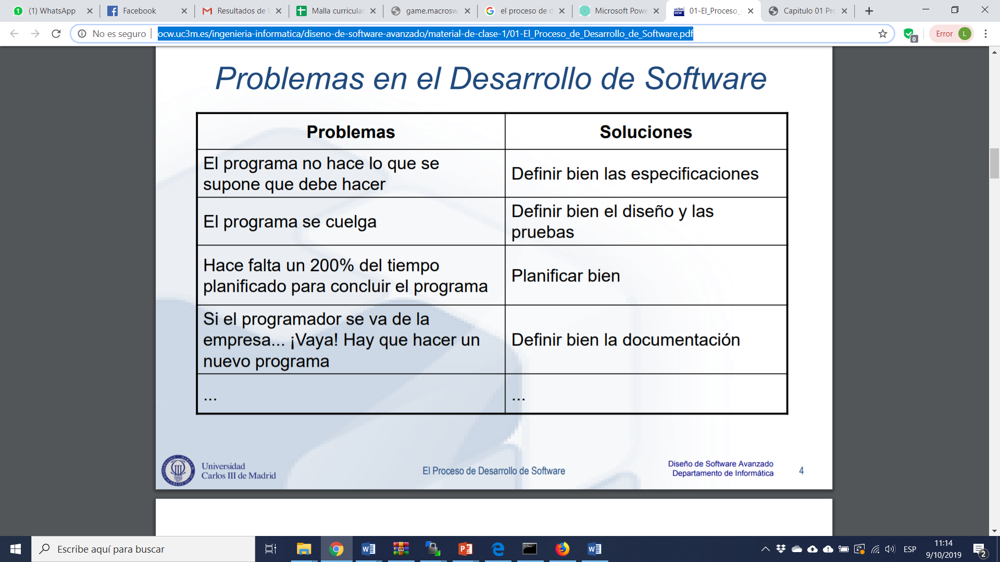 (1) WhatsApp
Facebook
Resultados de l
Malla curricular
game.macrosw
el proceso de d
Microsoft Powe
01-El_Proceso_
Capitulo 01 Pro
No es seguro
ocw.uc3m.es/ingenieria-informatica/diseno-de-software-avanzado/material-de-clase-1/01-El_Proceso_de_Desarrollo_de_Software.pdf
0
Error
L
Problemas en el Desarrollo de Software
Problemas
Soluciones
El programa no hace lo que se
supone que debe hacer
Definir bien las especificaciones
El programa se cuelga
Definir bien el diseño y las
pruebas
Hace falta un 200% del tiempo
planificado para concluir el programa
Planificar bien
Si el programador se va de la
empresa... ¡Vaya! Hay que hacer un
nuevo programa
Definir bien la documentación
...
...
Universidad
Carlos III de Madrid
El Proceso de Desarrollo de Software
Diseño de Software Avanzado
Departamento de Informática
4
Escribe aquí para buscar
ESP
11:14
9/10/2019
2